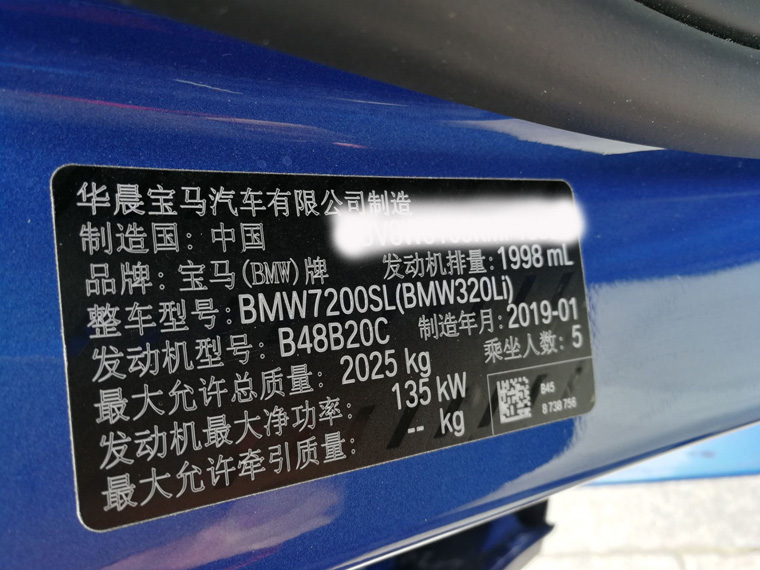 华晨宝马汽车有限公司制造
制造国: 中国
品牌: 宝马(BMW)牌 发动机排量: 1998 mL
整车型号: BMW7200SL(BMW320Li)
发动机型号: B48B20C 制造年月: 2019-01
最大允许总质量: 2025 kg 乘坐人数: 5
发动机最大净功率: 135 kW
最大允许牵引质量: -- kg
B45
8 738 756